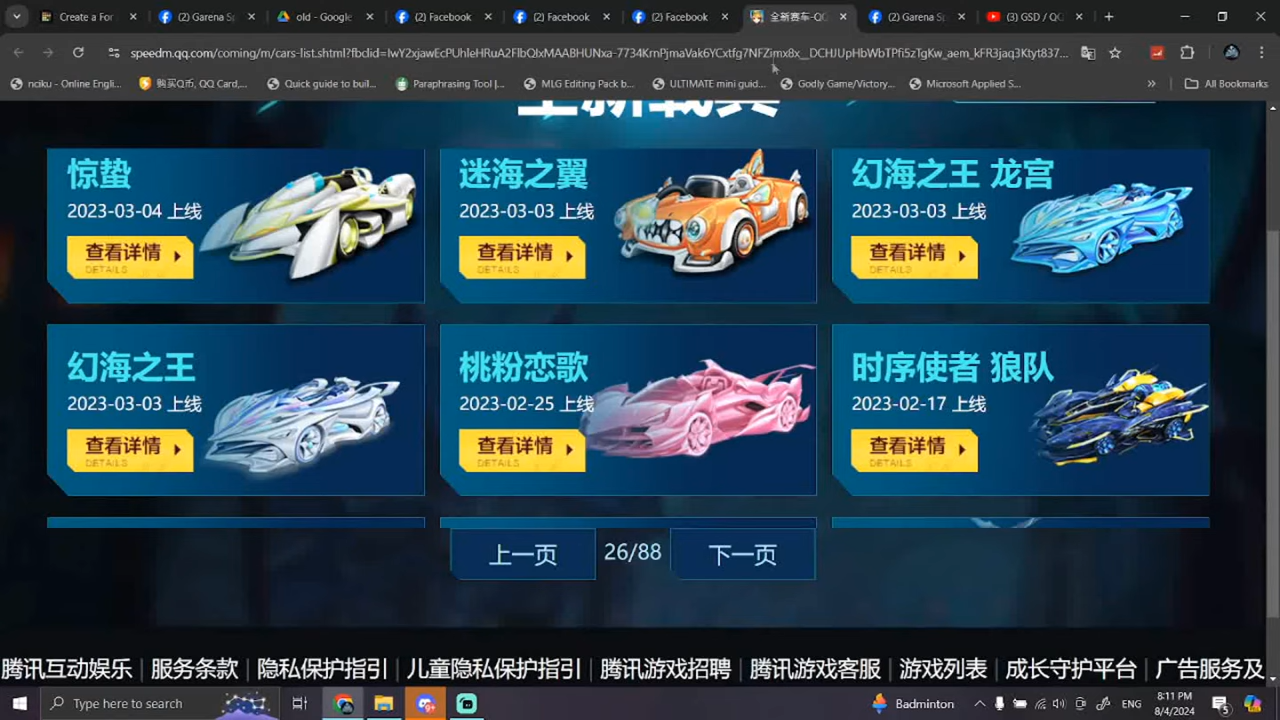 Create a For
(2) Garena Sp
old - Google
(2) Facebook
(2) Facebook
(2) Facebook
全新赛车-QQ
(2) Garena Sp
(3) GSD / QQ
speedm.qq.com/coming/m/cars-list.shtml?fbclid=IwY2xjawEcPUhleHRuA2FlbQIxMAABHUNxa-7734KrnPjmaVak6YCxtfg7NFZimx8x__DCHJUpHbWbTPfi5zTgKw_aem_kFR3jaq3Ktyt837...
nciku - Online Engli...
购买Q币, QQ Card,...
Quick guide to buil...
Paraphrasing Tool |...
MLG Editing Pack b...
ULTIMATE mini guid...
Godly Game/Victory...
Microsoft Applied S...
»
All Bookmarks
全新载具
惊蛰
2023-03-04 上线
查看详情
DETAILS
迷海之翼
2023-03-03 上线
查看详情
DETAILS
幻海之王 龙宫
2023-03-03 上线
查看详情
DETAILS
幻海之王
2023-03-03 上线
查看详情
DETAILS
桃粉恋歌
2023-02-25 上线
查看详情
DETAILS
时序使者 狼队
2023-02-17 上线
查看详情
DETAILS
上一页 26/88 下一页
腾讯互动娱乐 | 服务条款 | 隐私保护指引 | 儿童隐私保护指引 | 腾讯游戏招聘 | 腾讯游戏客服 | 游戏列表 | 成长守护平台 | 广告服务及
Type here to search
Badminton
ENG
8:11 PM
8/4/2024
5